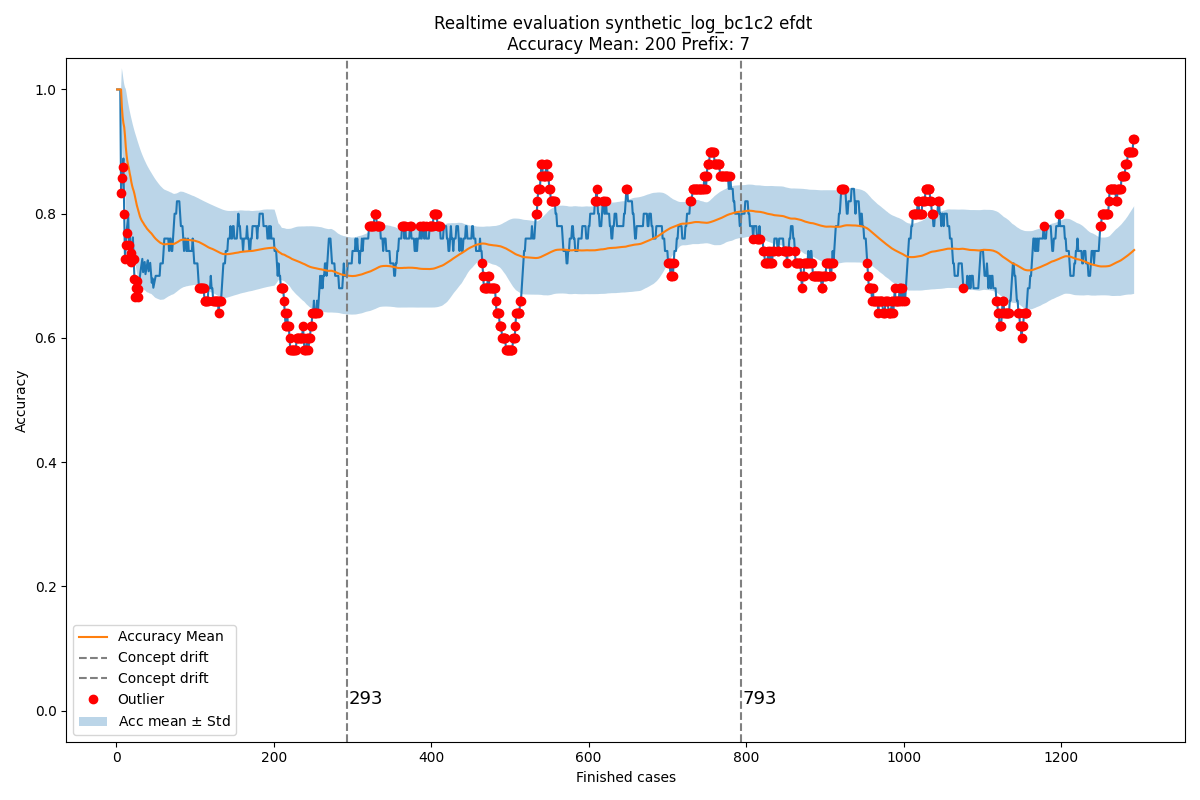 Realtime evaluation synthetic_log_bc1c2 efdt
Accuracy Mean: 200 Prefix: 7
Accuracy
1.0
0.8
0.6
0.4
0.2
0.0
293
793
Accuracy Mean
Concept drift
Concept drift
Outlier
Acc mean ± Std
0
200
400
600
800
1000
1200
Finished cases